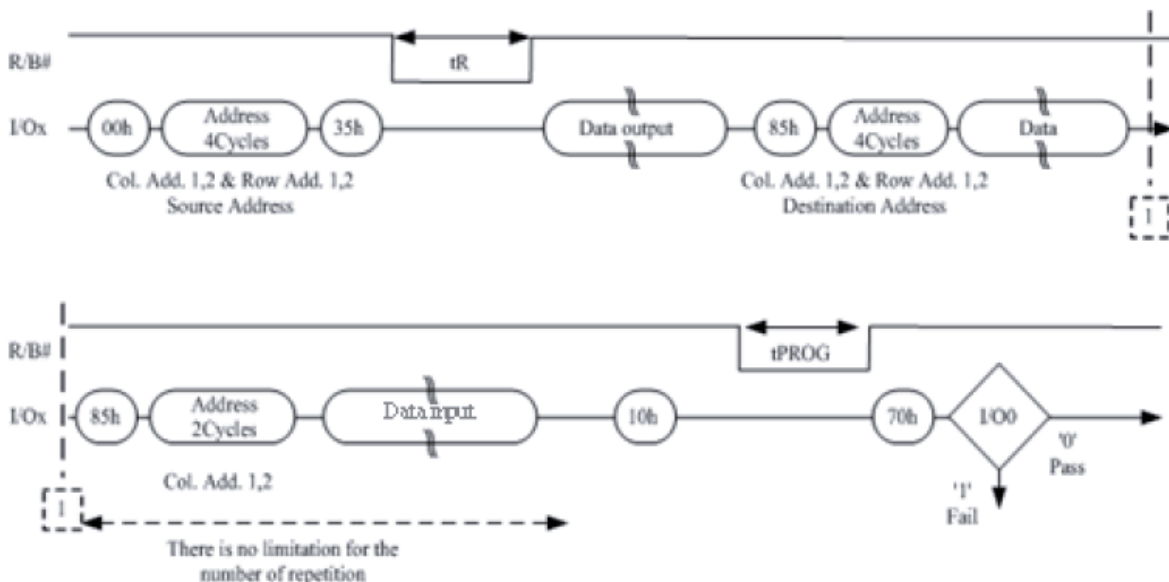 R/B#
tR
I/Ox
00h
Address
4Cycles
35h
Data output
85h
Address
4Cycles
Data
Col. Add. 1,2 & Row Add. 1,2
Source Address
Col. Add. 1,2 & Row Add. 1,2
Destination Address
1
R/B#
tPROG
I/Ox
85h
Address
2Cycles
Data input
10h
70h
I/O0
'0'
Pass
'1'
Fail
Col. Add. 1,2
1
There is no limitation for the
number of repetition